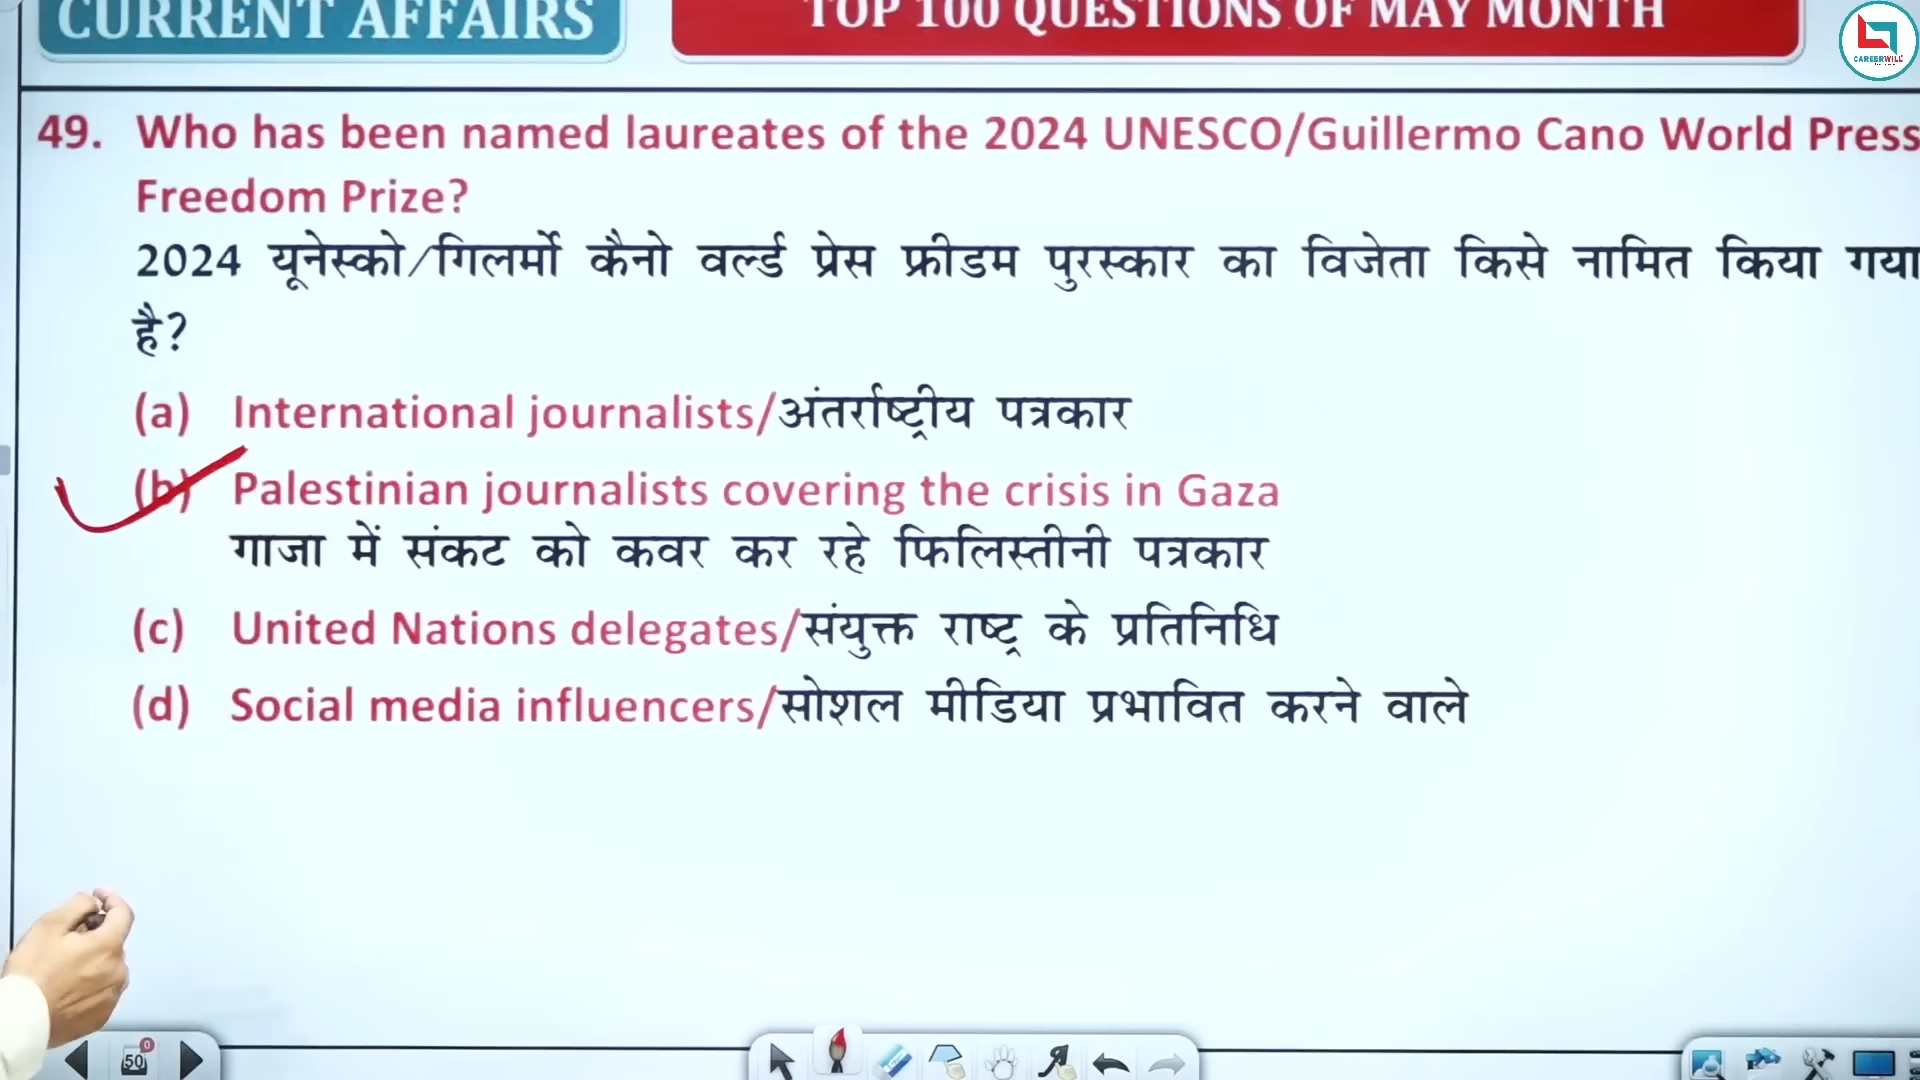 CURRENT AFFAIRS
TOP 100 QUESTIONS OF MAY MONTH
CAREERWILL
49. Who has been named laureates of the 2024 UNESCO/Guillermo Cano World Press
Freedom Prize?
2024 यूनेस्को/गिलर्मो कैनो वर्ल्ड प्रेस फ्रीडम पुरस्कार का विजेता किसे नामित किया गया
है?
(a) International journalists/अंतर्राष्ट्रीय पत्रकार
(b) Palestinian journalists covering the crisis in Gaza
गाजा में संकट को कवर कर रहे फिलिस्तीनी पत्रकार
(c) United Nations delegates/संयुक्त राष्ट्र के प्रतिनिधि
(d) Social media influencers/सोशल मीडिया प्रभावित करने वाले
50
0